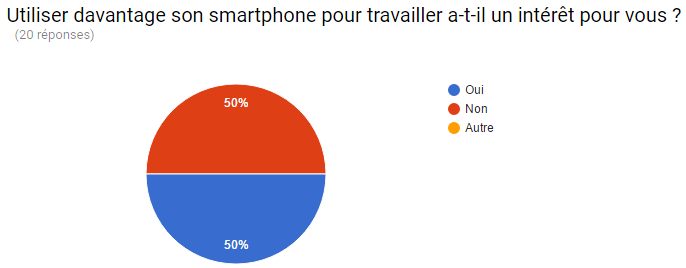 Utiliser davantage son smartphone pour travailler a-t-il un intérêt pour vous ?
(20 réponses)
50%
50%
Oui
Non
Autre